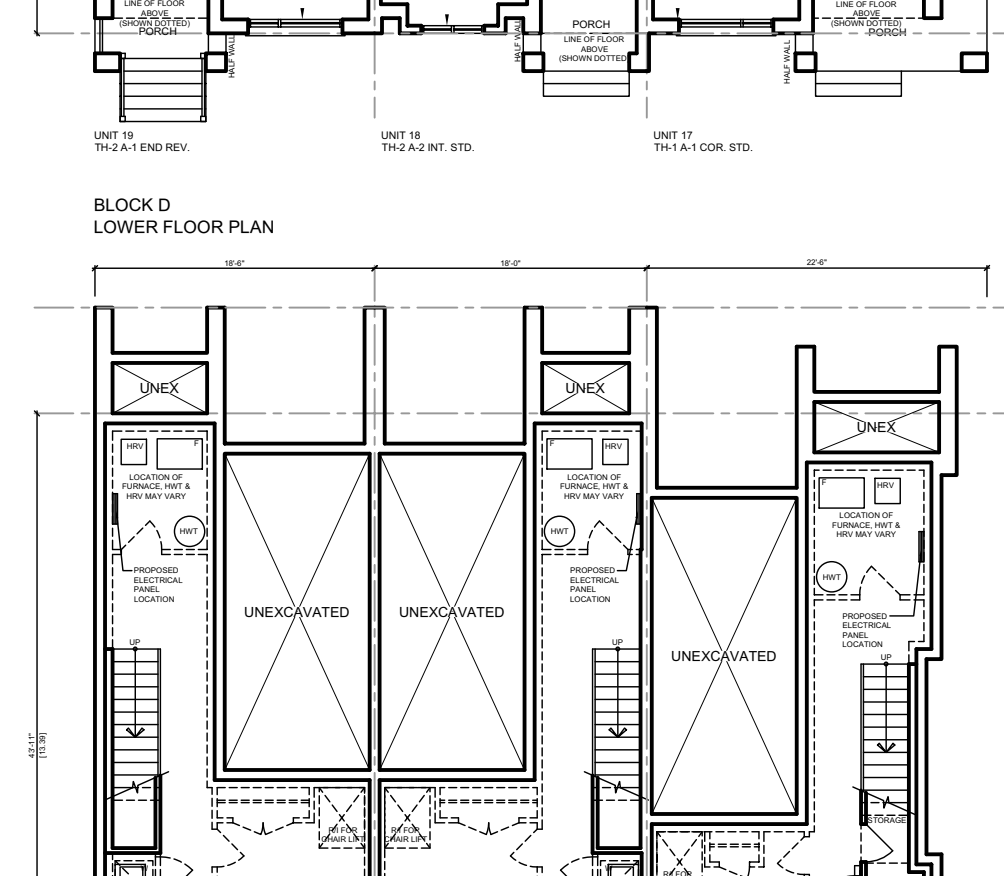 LINE OF FLOOR
ABOVE
(SHOWN DOTTED)
PORCH
HALF WALL
HALF WALL
PORCH
LINE OF FLOOR
ABOVE
(SHOWN DOTTED
HALF WALL
LINE OF FLOOR
ABOVE
(SHOWN DOTTED)
PORCH
UNIT 19
TH-2 A-1 END REV.
UNIT 18
TH-2 A-2 INT. STD.
UNIT 17
TH-1 A-1 COR. STD.
BLOCK D
LOWER FLOOR PLAN
18'-6"
18'-0"
22'-6"
UNEX
UNEX
UNEX
HRV
F
LOCATION OF
FURNACE, HWT &
HRV MAY VARY
HWT
PROPOSED
ELECTRICAL
PANEL
LOCATION
UP
UNEXCAVATED
UNEXCAVATED
F
HRV
LOCATION OF
FURNACE, HWT &
HRV MAY VARY
HWT
PROPOSED
ELECTRICAL
PANEL
LOCATION
UP
UNEXCAVATED
F
HRV
LOCATION OF
FURNACE, HWT &
HRV MAY VARY
HWT
PROPOSED
ELECTRICAL
PANEL
LOCATION
UP
43'-11"
[13.39]
R/I FOR
CHAIR LIFT
R/I FOR
CHAIR LIFT
STORAGE
R/I FOR